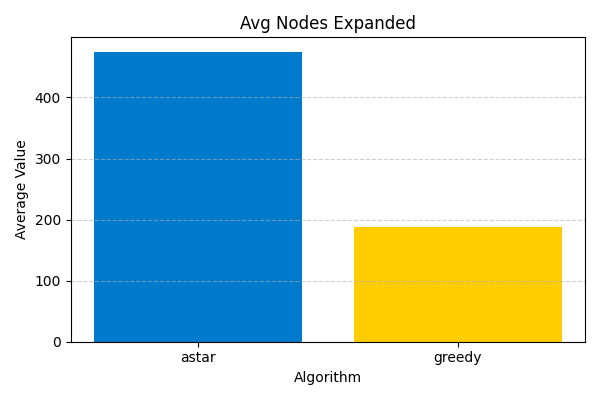 Avg Nodes Expanded
Average Value
400
300
200
100
0
astar
greedy
Algorithm